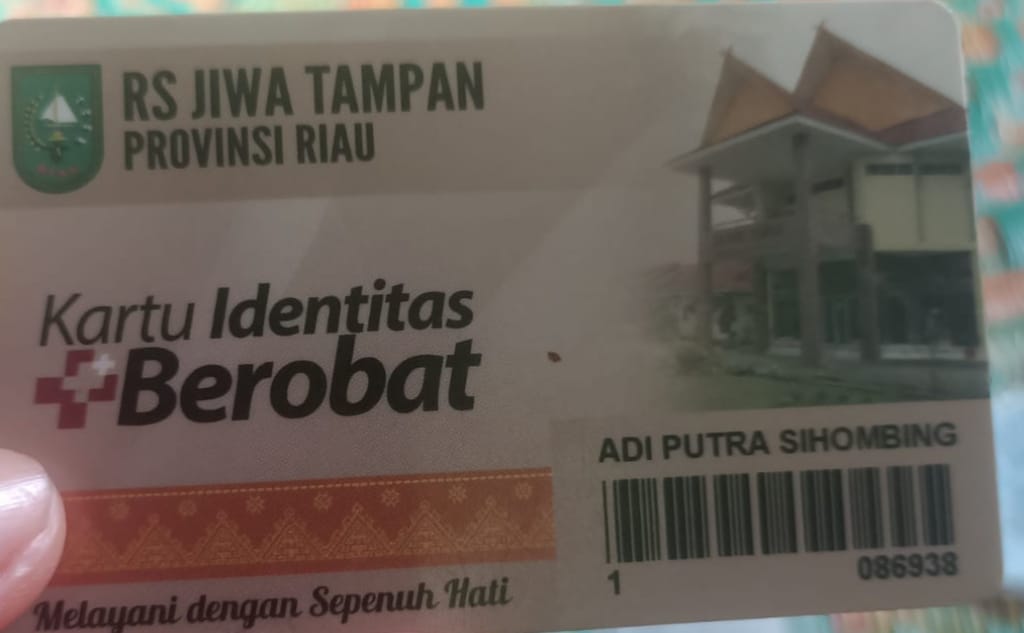 RS JIWA TAMPAN
PROVINSI RIAU
Kartu Identitas
Berobat
ADI PUTRA SIHOMBING
1 086938
Melayani dengan Sepenuh Hati